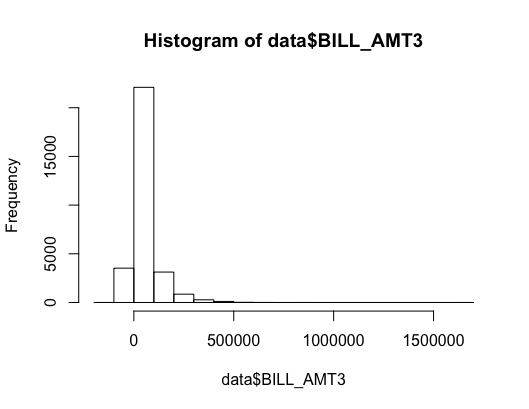 Histogram of data$BILL_AMT3
Frequency
15000
5000
0
0 500000 1000000 1500000
data$BILL_AMT3